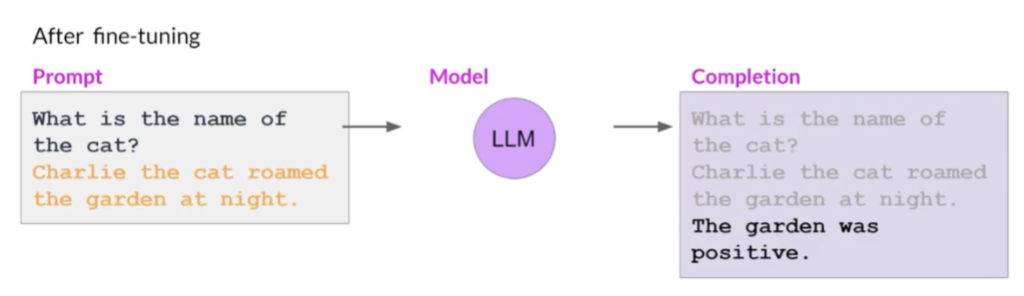 After fine-tuning
Prompt
Model
Completion
What is the name of
the cat?
Charlie the cat roamed
the garden at night.
LLM
What is the name of
the cat?
Charlie the cat roamed
the garden at night.
The garden was
positive.